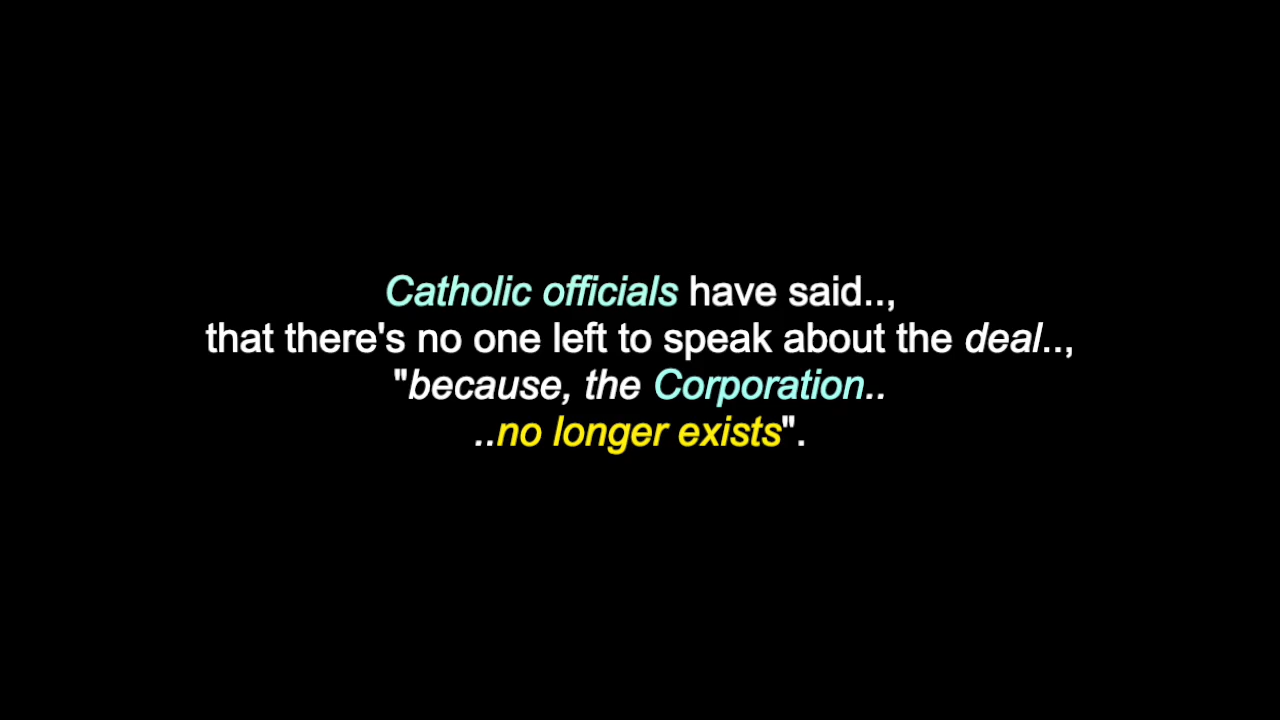 Catholic officials have said..,
that there's no one left to speak about the deal..,
"because, the Corporation..
..no longer exists".